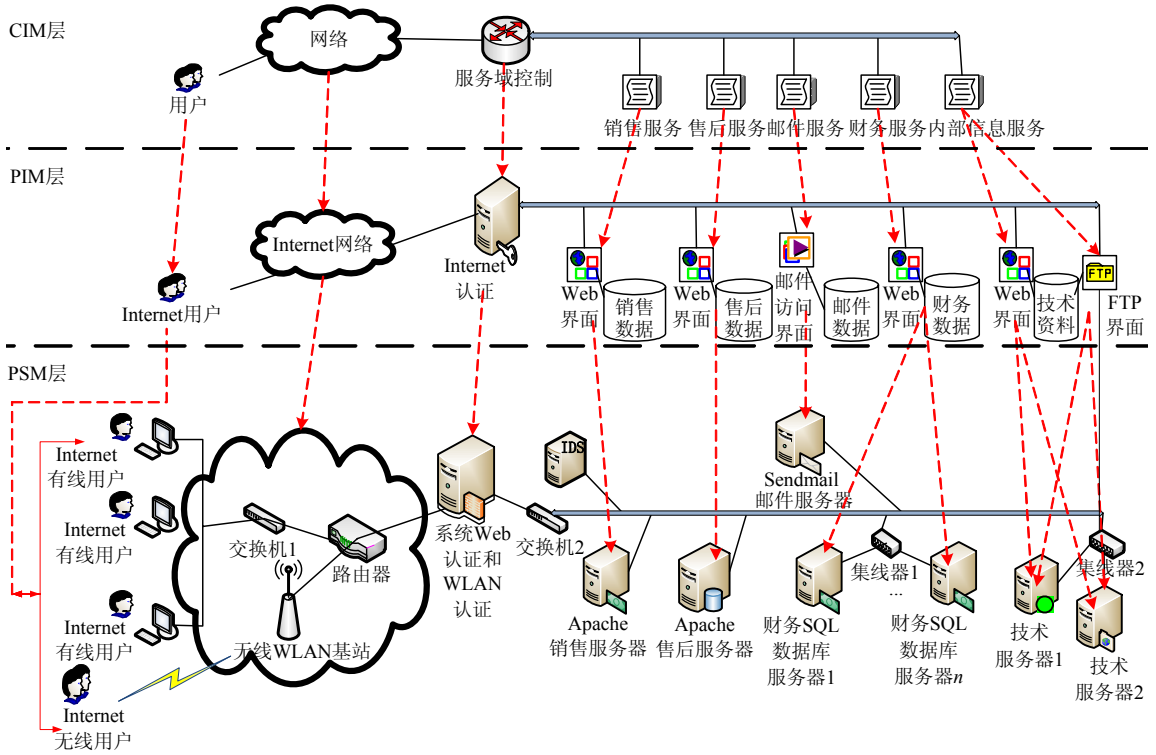 CIM层
网络
服务域控制
用户
销售服务
售后服务
邮件服务
财务服务
内部信息服务
PIM层
Internet网络
Internet
认证
Internet用户
Web
界面
销售
数据
Web
界面
售后
数据
邮件
访问
界面
邮件
数据
Web
界面
财务
数据
Web
界面
技术
资料
FTP
FTP
界面
PSM层
Internet
有线用户
Internet
有线用户
Internet
有线用户
Internet
无线用户
交换机1
路由器
无线WLAN基站
系统Web
认证和
WLAN
认证
IDS
交换机2
Sendmail
邮件服务器
Apache
销售服务器
Apache
售后服务器
财务SQL
数据库
服务器1
集线器1
...
财务SQL
数据库
服务器n
技术
服务器1
集线器2
技术
服务器2